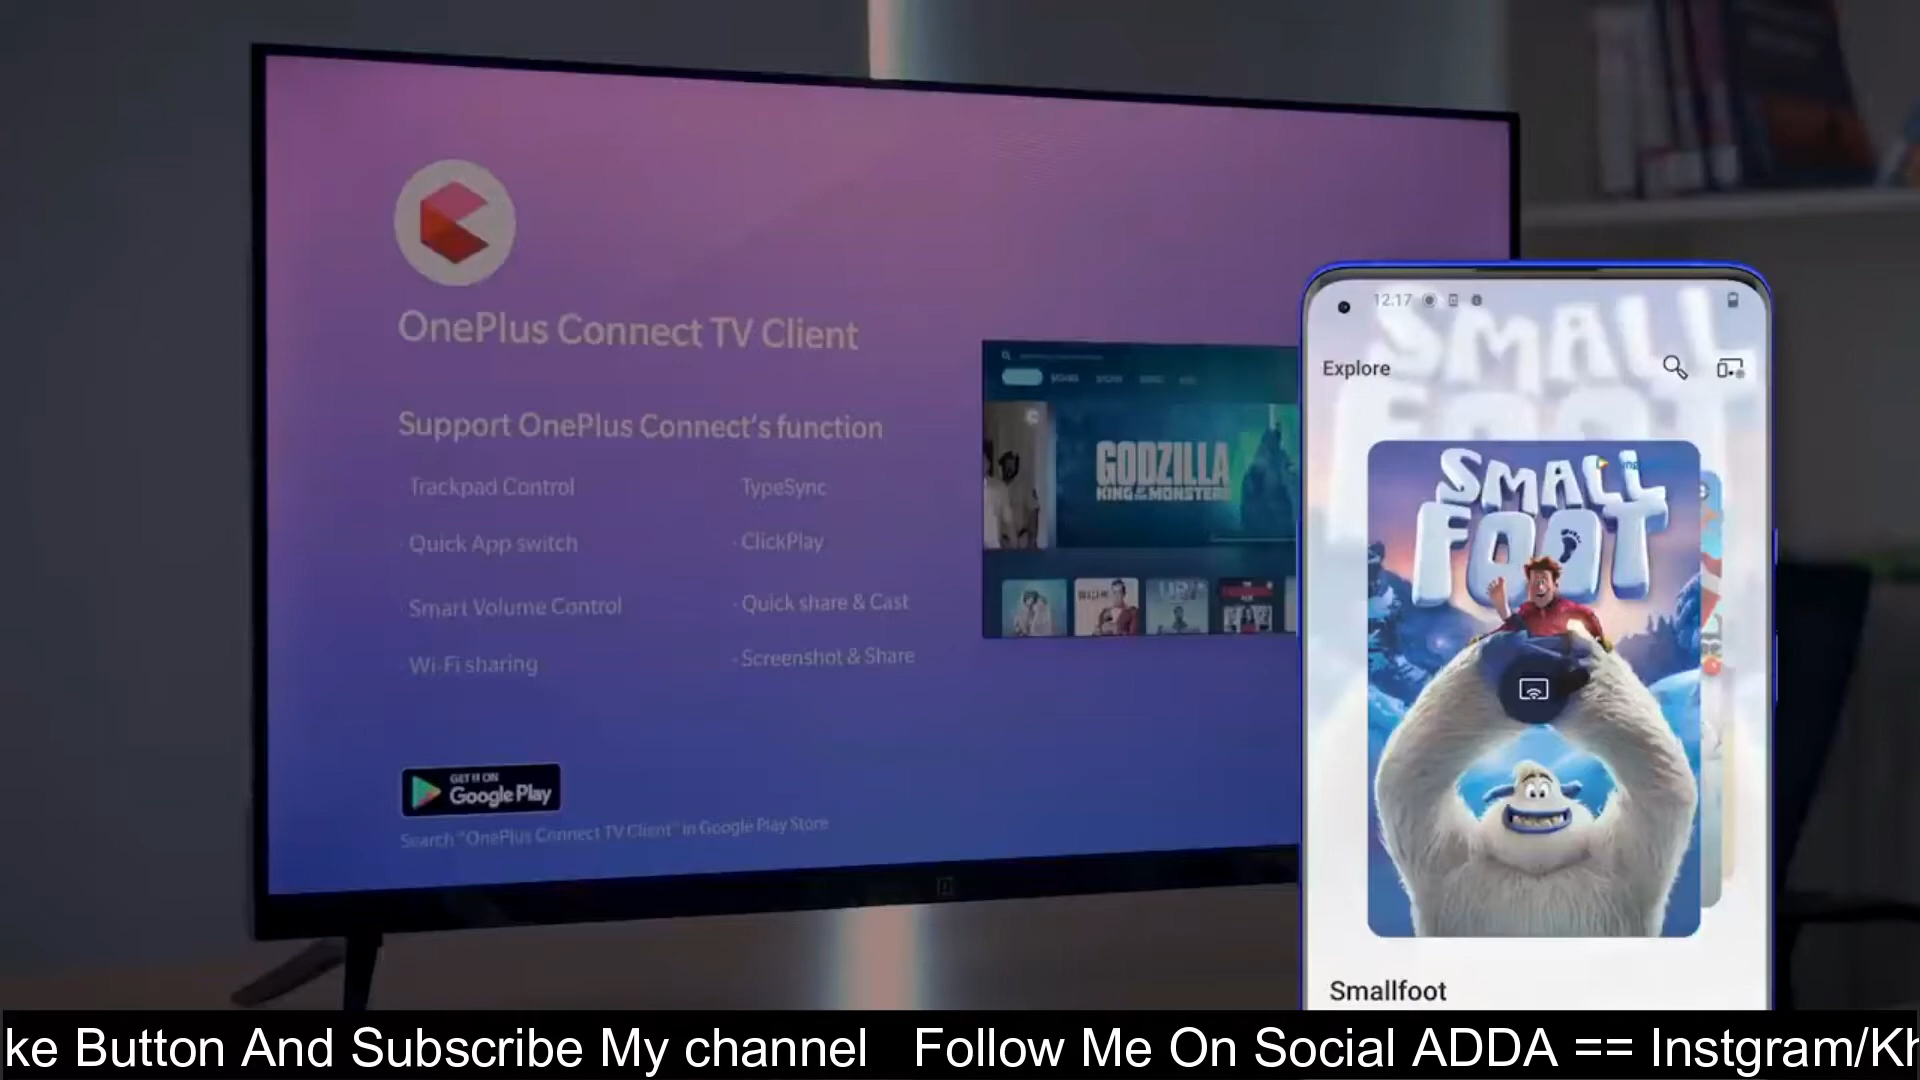 OnePlus Connect TV Client
Support OnePlus Connect's function
· Trackpad Control
· TypeSync
· Quick App switch
· ClickPlay
· Smart Volume Control
· Quick share & Cast
· Wi-Fi sharing
· Screenshot & Share
GET IT ON
Google Play
Search "OnePlus Connect TV Client" in Google Play Store
GODZILLA
KING OF THE MONSTERS
12:17
SMALL
FOOT
Explore
SMALL
FOOT
Smallfoot
ke Button And Subscribe My channel Follow Me On Social ADDA == Instgram/Kh